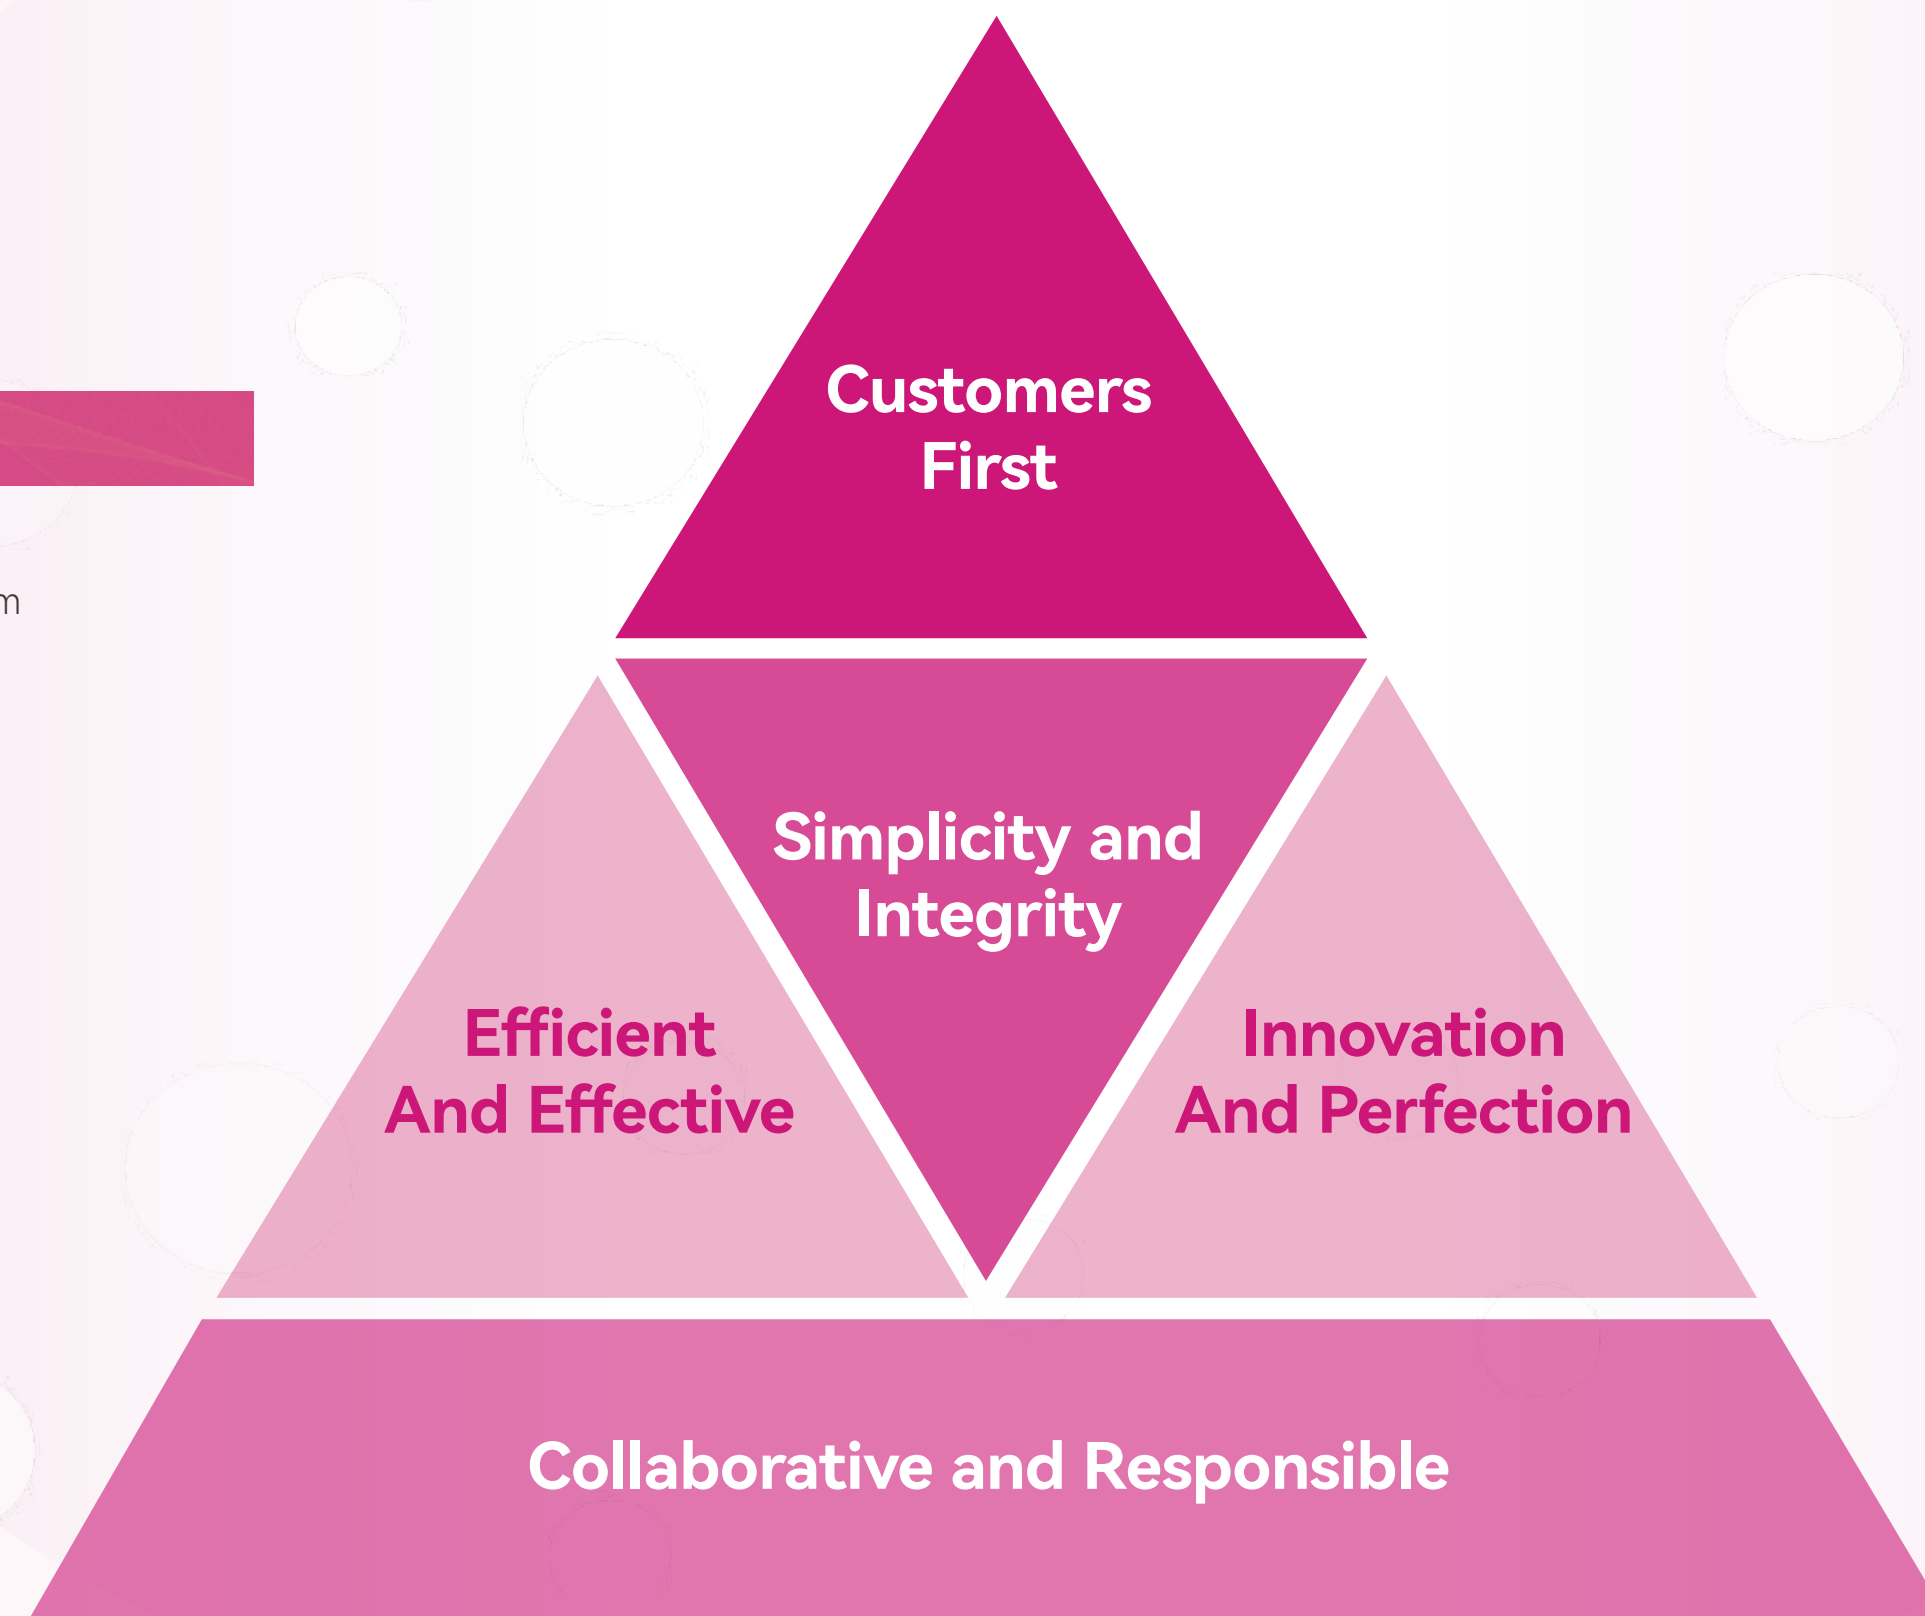 Customers
First
m
Simplicity and
Integrity
Efficient
And Effective
Innovation
And Perfection
Collaborative and Responsible